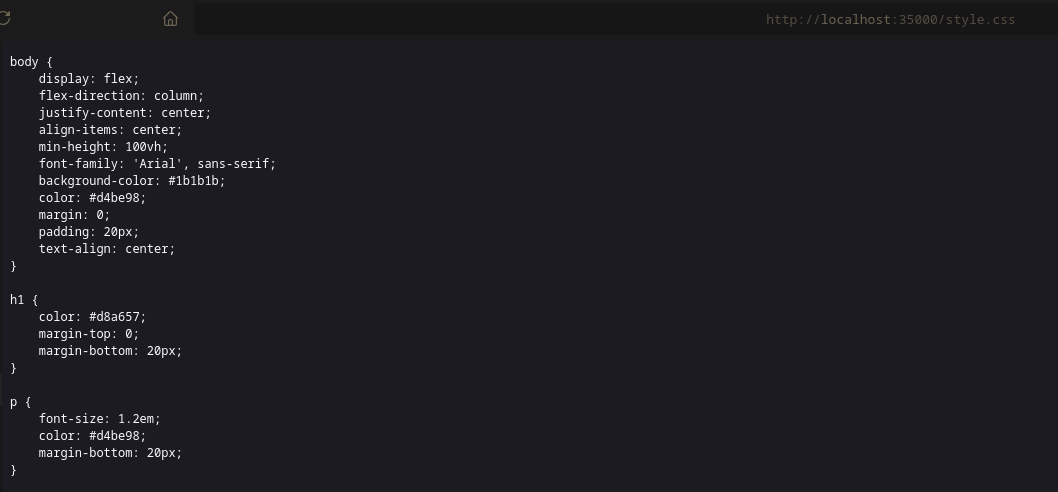 http://localhost:35000/style.css
body {
    display: flex;
    flex-direction: column;
    justify-content: center;
    align-items: center;
    min-height: 100vh;
    font-family: 'Arial', sans-serif;
    background-color: #1b1b1b;
    color: #d4be98;
    margin: 0;
    padding: 20px;
    text-align: center;
}

h1 {
    color: #d8a657;
    margin-top: 0;
    margin-bottom: 20px;
}

p {
    font-size: 1.2em;
    color: #d4be98;
    margin-bottom: 20px;
}